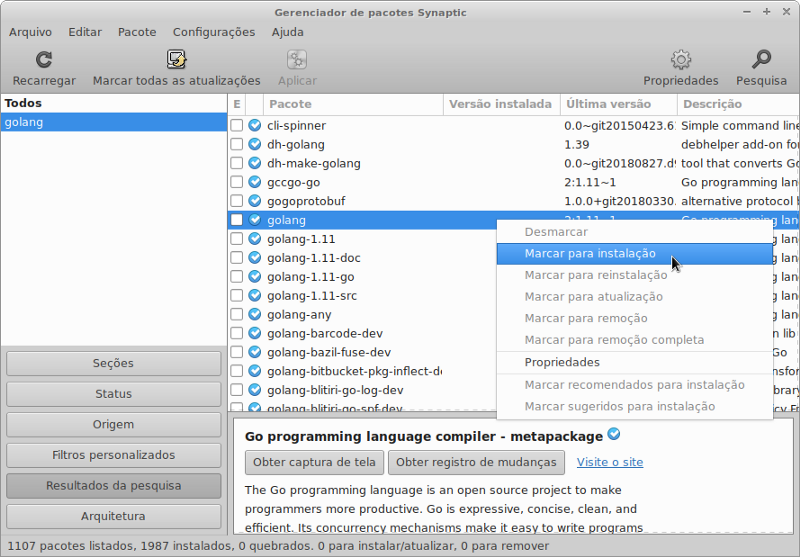 Gerenciador de pacotes Synaptic
Arquivo Editar Pacote Configurações Ajuda
Recarregar Marcar todas as atualizações Aplicar Propriedades Pesquisa
Todos
golang
E Pacote Versão instalada Última versão Descrição
cli-spinner 0.0~git20150423.6 Simple command line
dh-golang 1.39 debhelper add-on fo
dh-make-golang 0.0~git20180827.d tool that converts Go
gccgo-go 2:1.11~1 Go programming lan
gogoprotobuf 1.0.0+git20180330. alternative protocol b
golang 2:1.11~1 Go programming lan
golang-1.11
golang-1.11-doc
golang-1.11-go
golang-1.11-src
golang-any
golang-barcode-dev
golang-bazil-fuse-dev
golang-bitbucket-pkg-inflect-de
golang-blitiri-go-log-dev
golang-blitiri-go-spf-dev
Desmarcar
Marcar para instalação
Marcar para reinstalação
Marcar para atualização
Marcar para remoção
Marcar para remoção completa
Propriedades
Marcar recomendados para instalação
Marcar sugeridos para instalação
Seções
Status
Origem
Filtros personalizados
Resultados da pesquisa
Arquitetura
Go programming language compiler - metapackage
Obter captura de tela Obter registro de mudanças Visite o site
The Go programming language is an open source project to make
programmers more productive. Go is expressive, concise, clean, and
efficient. Its concurrency mechanisms make it easy to write programs
1107 pacotes listados, 1987 instalados, 0 quebrados. 0 para instalar/atualizar, 0 para remover